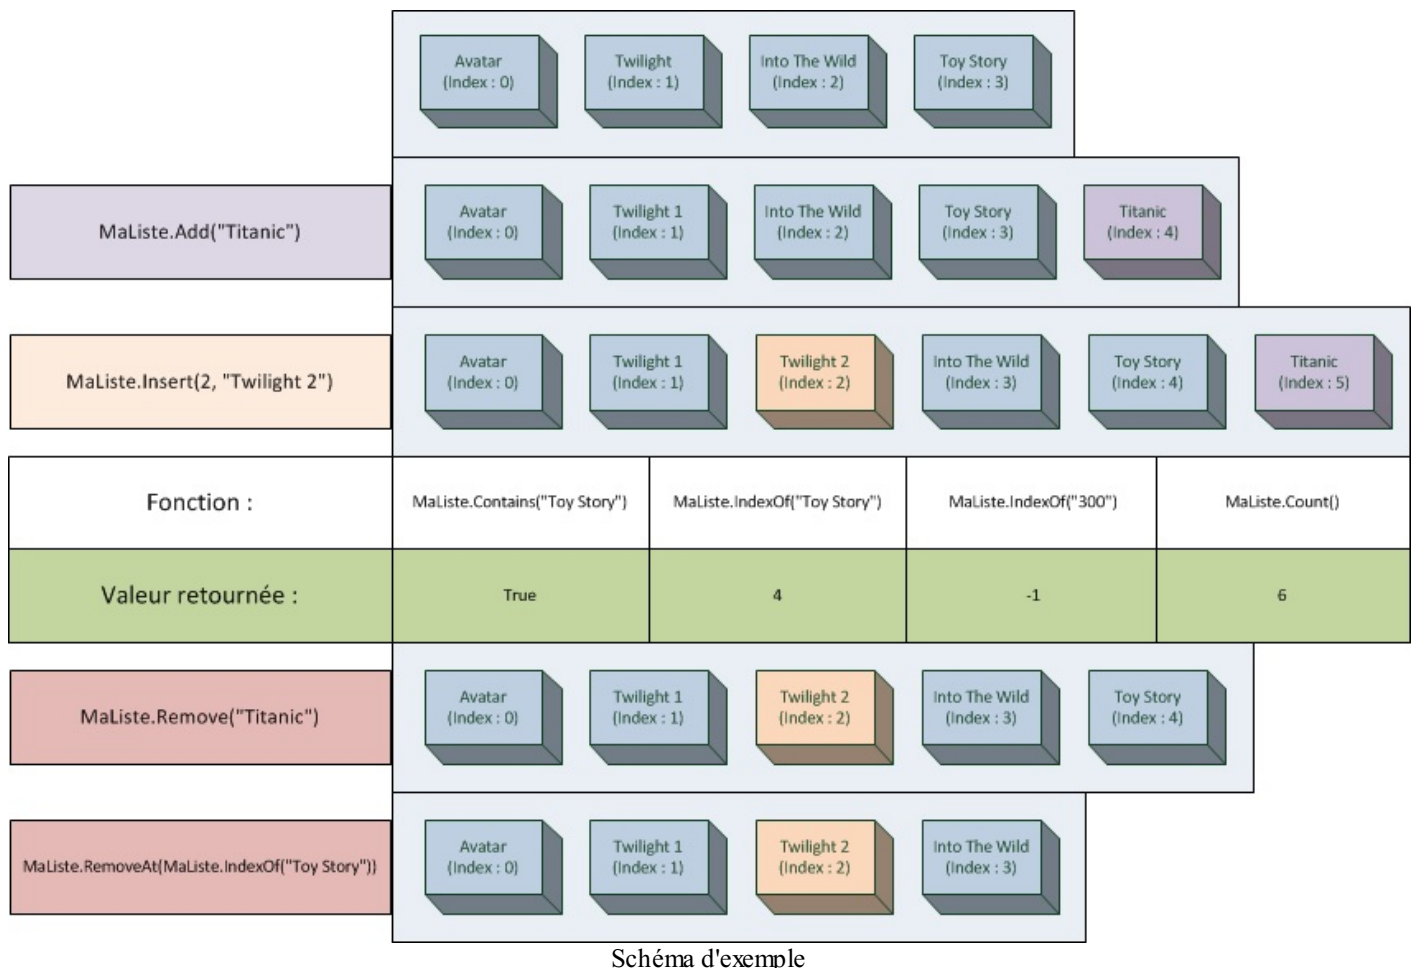 Avatar
(Index : 0)
Twilight
(Index : 1)
Into The Wild
(Index : 2)
Toy Story
(Index : 3)
MaListe.Add("Titanic")
Avatar
(Index : 0)
Twilight 1
(Index : 1)
Into The Wild
(Index : 2)
Toy Story
(Index : 3)
Titanic
(Index : 4)
MaListe.Insert(2, "Twilight 2")
Avatar
(Index : 0)
Twilight 1
(Index : 1)
Twilight 2
(Index : 2)
Into The Wild
(Index : 3)
Toy Story
(Index : 4)
Titanic
(Index : 5)
Fonction :
MaListe.Contains("Toy Story")
MaListe.IndexOf("Toy Story")
MaListe.IndexOf("300")
MaListe.Count()
Valeur retournée :
True
4
-1
6
MaListe.Remove("Titanic")
Avatar
(Index : 0)
Twilight 1
(Index : 1)
Twilight 2
(Index : 2)
Into The Wild
(Index : 3)
Toy Story
(Index : 4)
MaListe.RemoveAt(MaListe.IndexOf("Toy Story"))
Avatar
(Index : 0)
Twilight 1
(Index : 1)
Twilight 2
(Index : 2)
Into The Wild
(Index : 3)
Schéma d'exemple